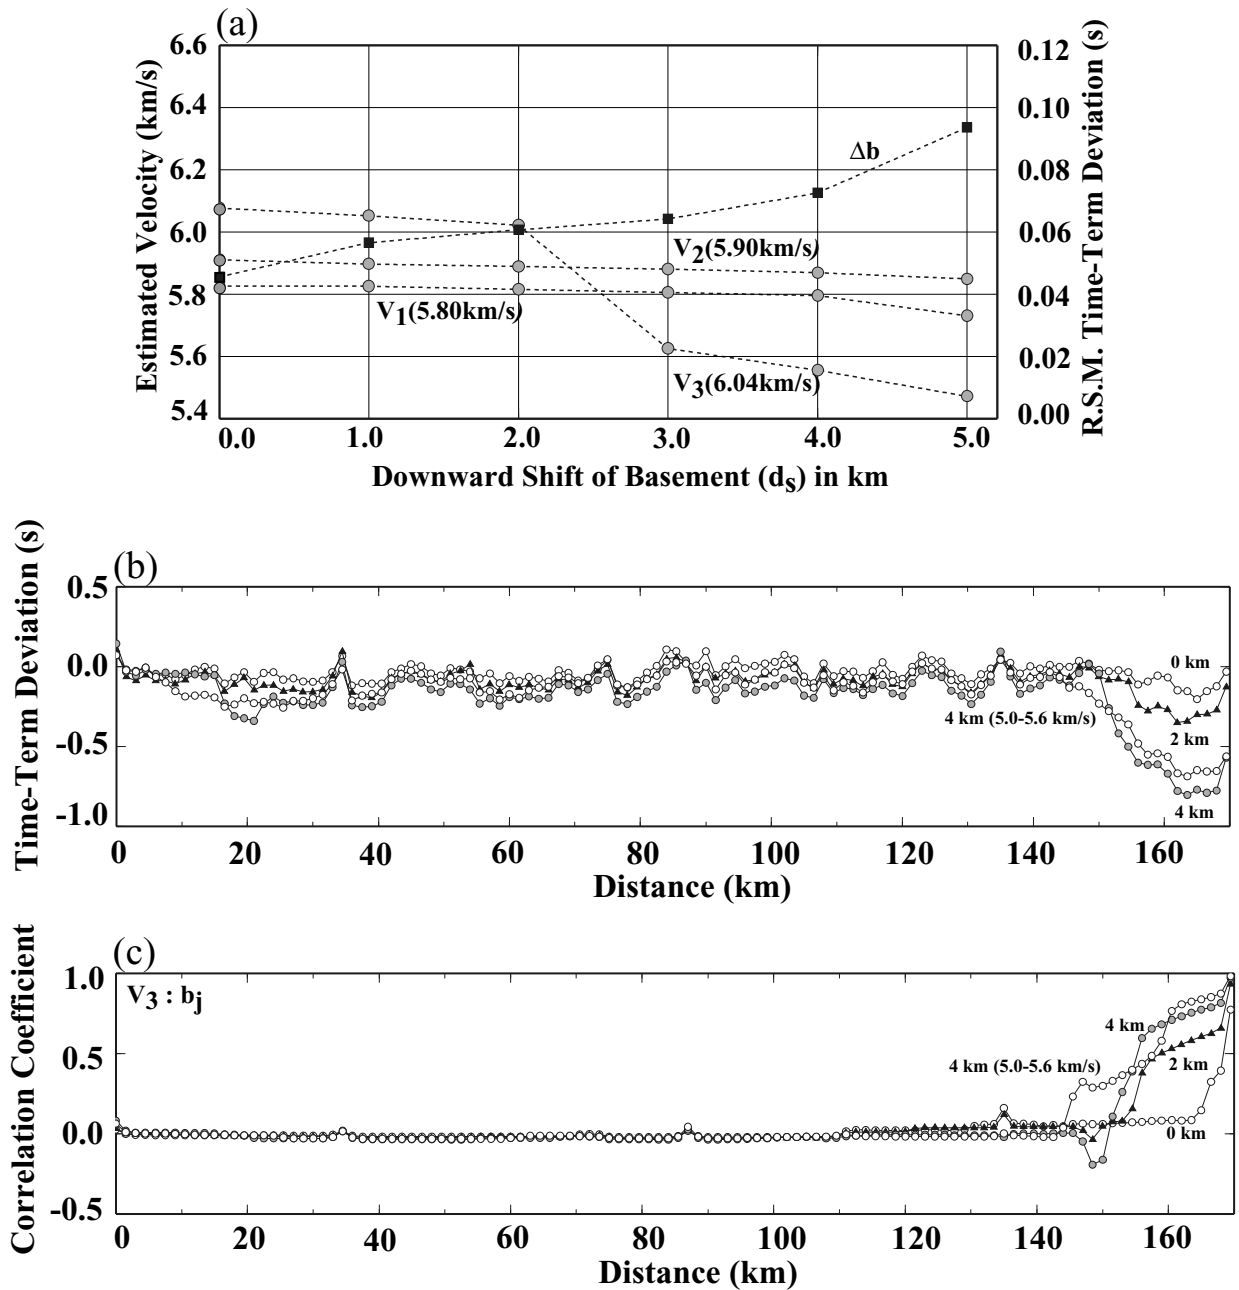 (a)
6.6
6.4
6.2
6.0
5.8
5.6
5.4
Estimated Velocity (km/s)
0.12
0.10
0.08
0.06
0.04
0.02
0.00
R.S.M. Time-Term Deviation (s)
Δb
V2(5.90km/s)
V1(5.80km/s)
V3(6.04km/s)
0.0 1.0 2.0 3.0 4.0 5.0
Downward Shift of Basement (ds) in km
(b)
0.5
0.0
-0.5
-1.0
Time-Term Deviation (s)
0 km
4 km (5.0-5.6 km/s)
2 km
4 km
0 20 40 60 80 100 120 140 160
Distance (km)
(c)
1.0
0.5
0.0
-0.5
Correlation Coefficient
V3 : bj
4 km
4 km (5.0-5.6 km/s)
2 km
0 km
0 20 40 60 80 100 120 140 160
Distance (km)